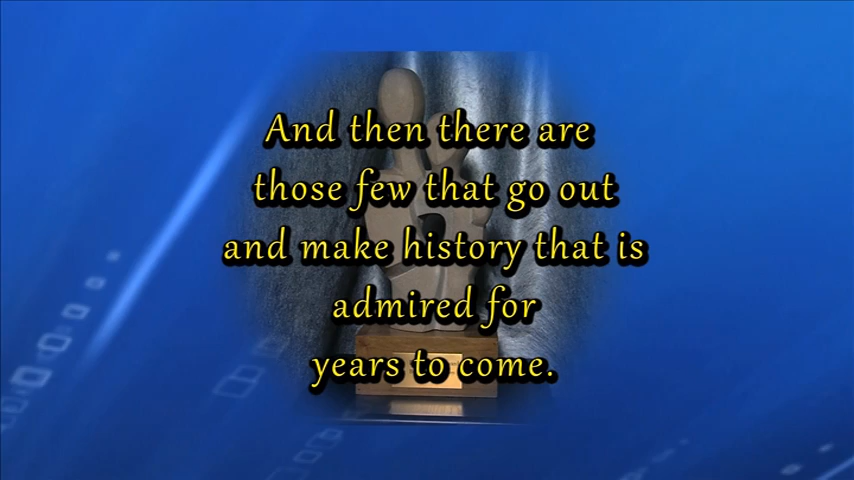 And then there are
those few that go out
and make history that is
admired for
years to come.